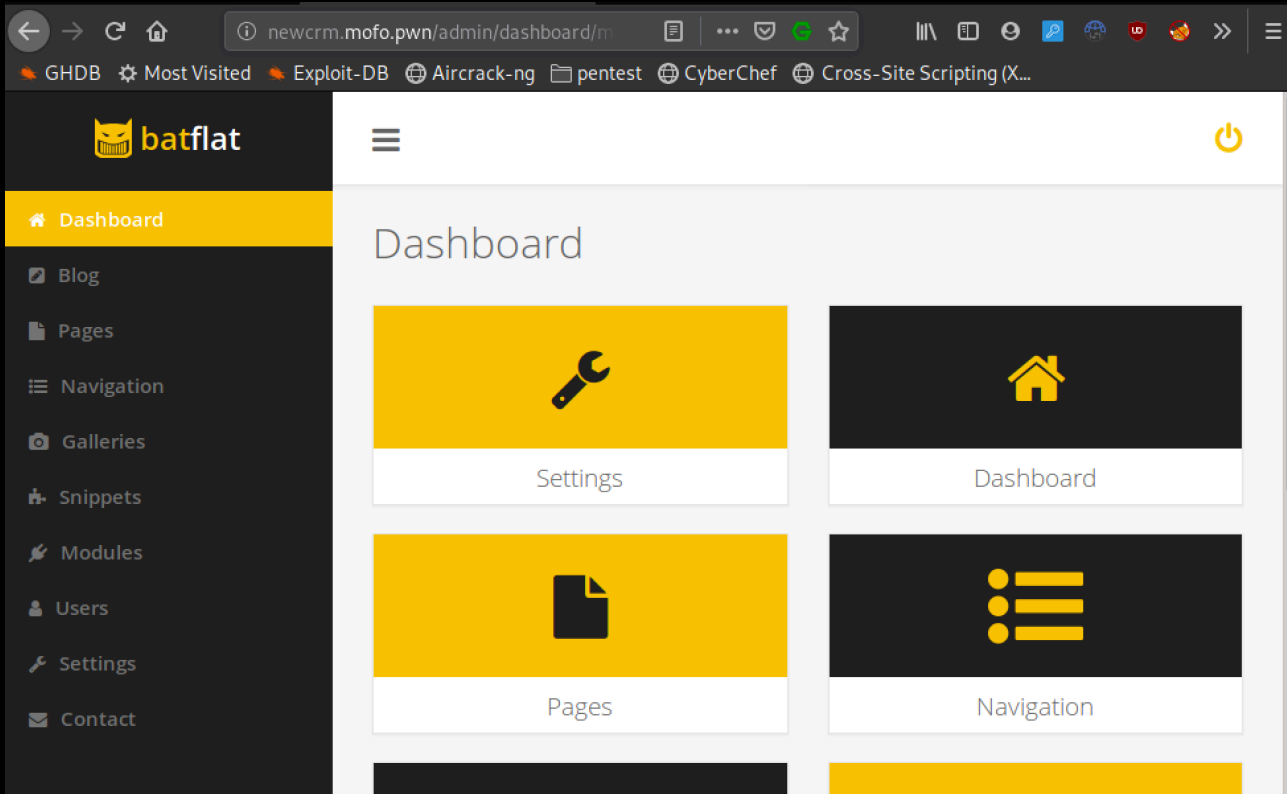 newcrm.mofo.pwn/admin/dashboard/m
GHDB Most Visited Exploit-DB Aircrack-ng pentest CyberChef Cross-Site Scripting (X...
batflat
Dashboard
Blog
Pages
Navigation
Galleries
Snippets
Modules
Users
Settings
Contact
Dashboard
Settings
Dashboard
Pages
Navigation